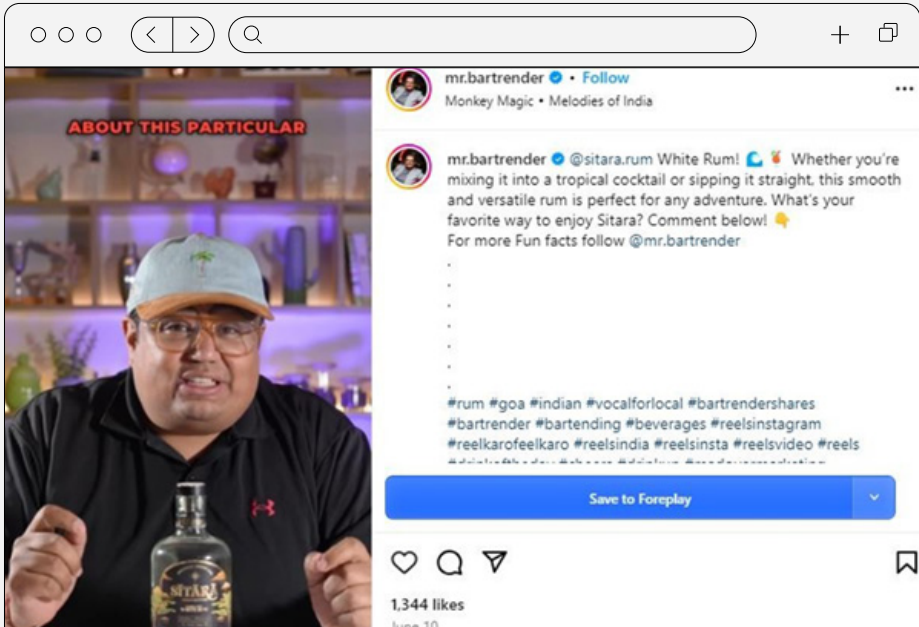 ABOUT THIS PARTICULAR
SITARA
mr.bartrender • Follow
Monkey Magic • Melodies of India
mr.bartrender @sitara.rum White Rum! 🌊 🍹 Whether you're
mixing it into a tropical cocktail or sipping it straight, this smooth
and versatile rum is perfect for any adventure. What's your
favorite way to enjoy Sitara? Comment below! 👇
For more Fun facts follow @mr.bartrender
.
.
.
.
.
.
.
#rum #goa #indian #vocalforlocal #bartrendershares
#bartrender #bartending #beverages #reelsinstagram
#reelkarofeelkaro #reelsindia #reelsinsta #reelsvideo #reels
Save to Foreplay
1,344 likes
June 10